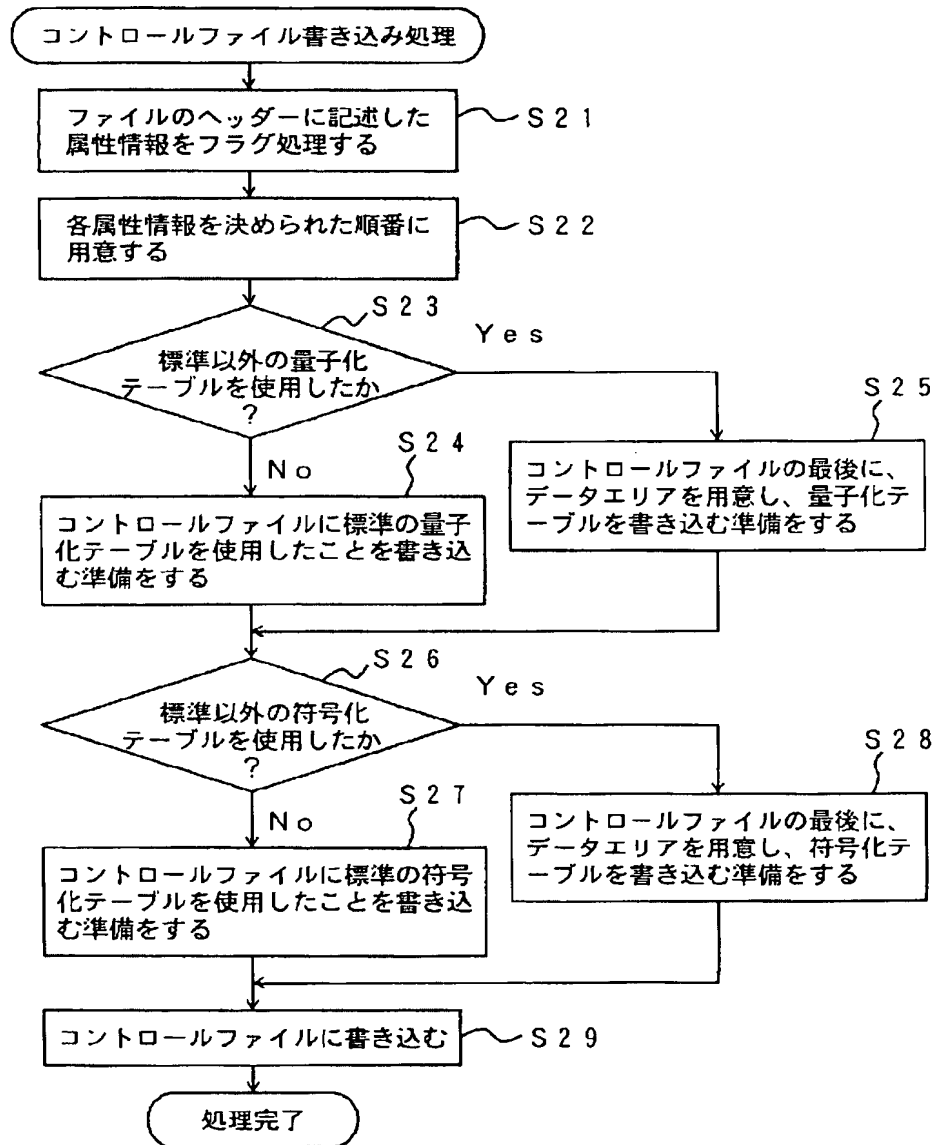 コントロールファイル書き込み処理
ファイルのヘッダーに記述した
属性情報をフラグ処理する
S21
各属性情報を決められた順番に
用意する
S22
S23
標準以外の量子化
テーブルを使用したか
?
Yes
No
S24
コントロールファイルに標準の量子
化テーブルを使用したことを書き込
む準備をする
S25
コントロールファイルの最後に、
データエリアを用意し、量子化テ
ーブルを書き込む準備をする
S26
標準以外の符号化
テーブルを使用したか
?
Yes
No
S27
コントロールファイルに標準の符号
化テーブルを使用したことを書き込
む準備をする
S28
コントロールファイルの最後に、
データエリアを用意し、符号化テ
ーブルを書き込む準備をする
コントロールファイルに書き込む
S29
処理完了